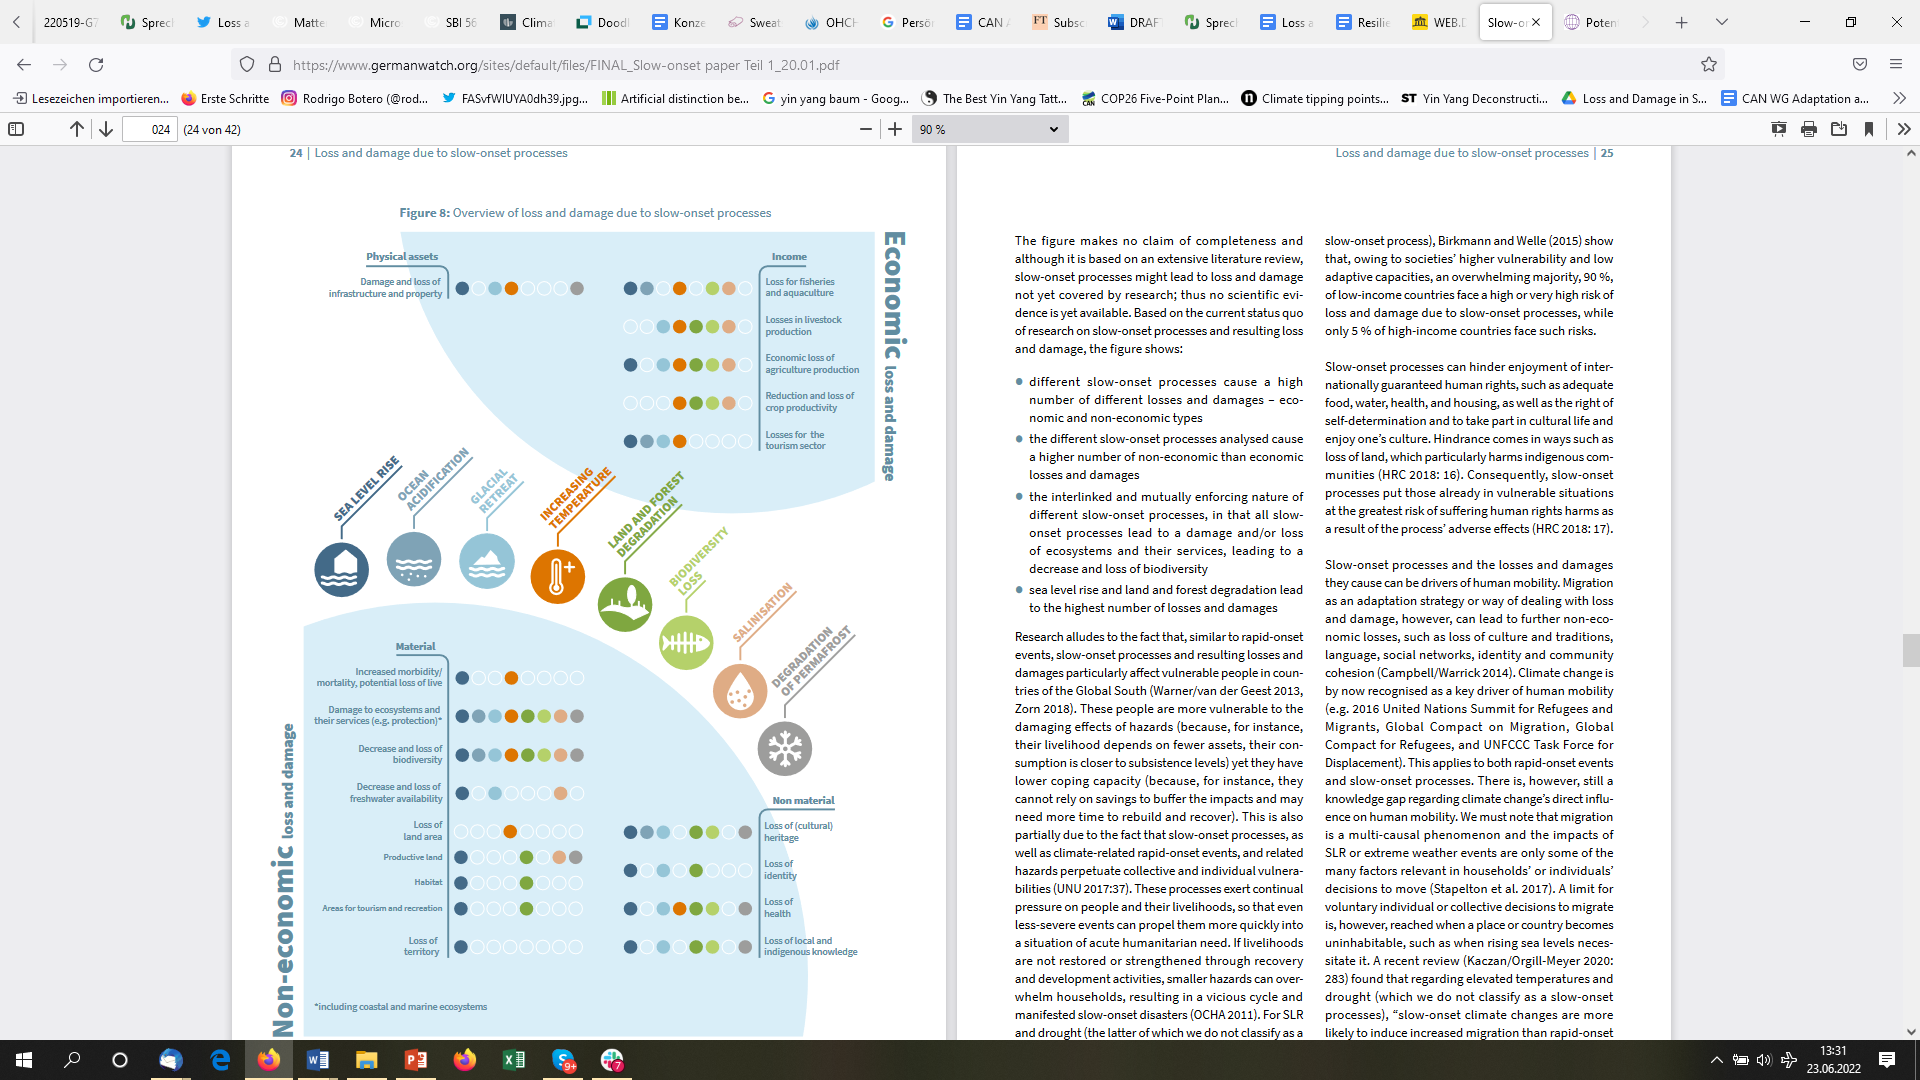 220519-G7
Sprecl
Loss a
Matte
Micro
SBI 56
Clima
Doodl
Konze
Sweat
OHCH
Persör
CAN A
Subsc
DRAF
Sprecl
Loss a
Resilie
WEB.D
Slow-o
Poten
https://www.germanwatch.org/sites/default/files/FINAL_Slow-onset paper Teil 1_20.01.pdf
Lesezeichen importieren...
Erste Schritte
Rodrigo Botero (@rod...
FASvfWIUYA0dh39.jpg...
Artificial distinction be...
yin yang baum - Goog...
The Best Yin Yang Tatt...
COP26 Five-Point Plan...
Climate tipping points...
Yin Yang Deconstructi...
Loss and Damage in S...
CAN WG Adaptation a...
024 (24 von 42)
90 %
24 | Loss and damage due to slow-onset processes
Figure 8: Overview of loss and damage due to slow-onset processes
Economic loss and damage
Physical assets
Damage and loss of
infrastructure and property
Income
Loss for fisheries
and aquaculture
Losses in livestock
production
Economic loss of
agriculture production
Reduction and loss of
crop productivity
Losses for the
tourism sector
SEA LEVEL RISE
OCEAN
ACIDIFICATION
GLACIAL
RETREAT
INCREASING
TEMPERATURE
LAND AND FOREST
DEGRADATION
BIODIVERSITY
LOSS
SALINISATION
DEGRADATION
OF PERMAFROST
Non-economic loss and damage
Material
Increased morbidity/
mortality, potential loss of live
Damage to ecosystems and
their services (e.g. protection)*
Decrease and loss of
biodiversity
Decrease and loss of
freshwater availability
Loss of
land area
Productive land
Habitat
Areas for tourism and recreation
Loss of
territory
Non material
Loss of (cultural)
heritage
Loss of
identity
Loss of
health
Loss of local and
indigenous knowledge
*including coastal and marine ecosystems
Loss and damage due to slow-onset processes | 25
The figure makes no claim of completeness and
although it is based on an extensive literature review,
slow-onset processes might lead to loss and damage
not yet covered by research; thus no scientific evi-
dence is yet available. Based on the current status quo
of research on slow-onset processes and resulting loss
and damage, the figure shows:
● different slow-onset processes cause a high
number of different losses and damages – eco-
nomic and non-economic types
● the different slow-onset processes analysed cause
a higher number of non-economic than economic
losses and damages
● the interlinked and mutually enforcing nature of
different slow-onset processes, in that all slow-
onset processes lead to a damage and/or loss
of ecosystems and their services, leading to a
decrease and loss of biodiversity
● sea level rise and land and forest degradation lead
to the highest number of losses and damages
Research alludes to the fact that, similar to rapid-onset
events, slow-onset processes and resulting losses and
damages particularly affect vulnerable people in coun-
tries of the Global South (Warner/van der Geest 2013,
Zorn 2018). These people are more vulnerable to the
damaging effects of hazards (because, for instance,
their livelihood depends on fewer assets, their con-
sumption is closer to subsistence levels) yet they have
lower coping capacity (because, for instance, they
cannot rely on savings to buffer the impacts and may
need more time to rebuild and recover). This is also
partially due to the fact that slow-onset processes, as
well as climate-related rapid-onset events, and related
hazards perpetuate collective and individual vulnera-
bilities (UNU 2017:37). These processes exert continual
pressure on people and their livelihoods, so that even
less-severe events can propel them more quickly into
a situation of acute humanitarian need. If livelihoods
are not restored or strengthened through recovery
and development activities, smaller hazards can over-
whelm households, resulting in a vicious cycle and
manifested slow-onset disasters (OCHA 2011). For SLR
and drought (the latter of which we do not classify as a
slow-onset process), Birkmann and Welle (2015) show
that, owing to societies' higher vulnerability and low
adaptive capacities, an overwhelming majority, 90 %,
of low-income countries face a high or very high risk of
loss and damage due to slow-onset processes, while
only 5 % of high-income countries face such risks.
Slow-onset processes can hinder enjoyment of inter-
nationally guaranteed human rights, such as adequate
food, water, health, and housing, as well as the right of
self-determination and to take part in cultural life and
enjoy one's culture. Hindrance comes in ways such as
loss of land, which particularly harms indigenous com-
munities (HRC 2018: 16). Consequently, slow-onset
processes put those already in vulnerable situations
at the greatest risk of suffering human rights harms as
a result of the process' adverse effects (HRC 2018: 17).
Slow-onset processes and the losses and damages
they cause can be drivers of human mobility. Migration
as an adaptation strategy or way of dealing with loss
and damage, however, can lead to further non-eco-
nomic losses, such as loss of culture and traditions,
language, social networks, identity and community
cohesion (Campbell/Warrick 2014). Climate change is
by now recognised as a key driver of human mobility
(e.g. 2016 United Nations Summit for Refugees and
Migrants, Global Compact on Migration, Global
Compact for Refugees, and UNFCCC Task Force for
Displacement). This applies to both rapid-onset events
and slow-onset processes. There is, however, still a
knowledge gap regarding climate change's direct influ-
ence on human mobility. We must note that migration
is a multi-causal phenomenon and the impacts of
SLR or extreme weather events are only some of the
many factors relevant in households' or individuals'
decisions to move (Stapelton et al. 2017). A limit for
voluntary individual or collective decisions to migrate
is, however, reached when a place or country becomes
uninhabitable, such as when rising sea levels neces-
sitate it. A recent review (Kaczan/Orgill-Meyer 2020:
283) found that regarding elevated temperatures and
drought (which we do not classify as a slow-onset
process), “slow-onset climate changes are more
likely to induce increased migration than rapid-onset
13:31
23.06.2022